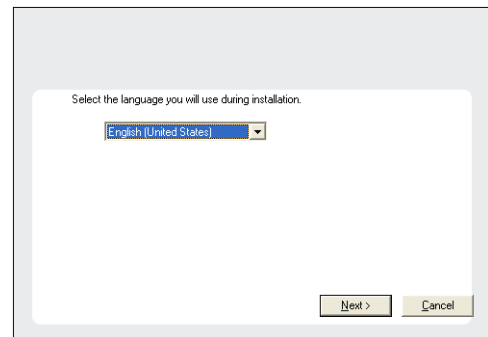 Select the language you will use during installation.
English (United States)
Next >
Cancel